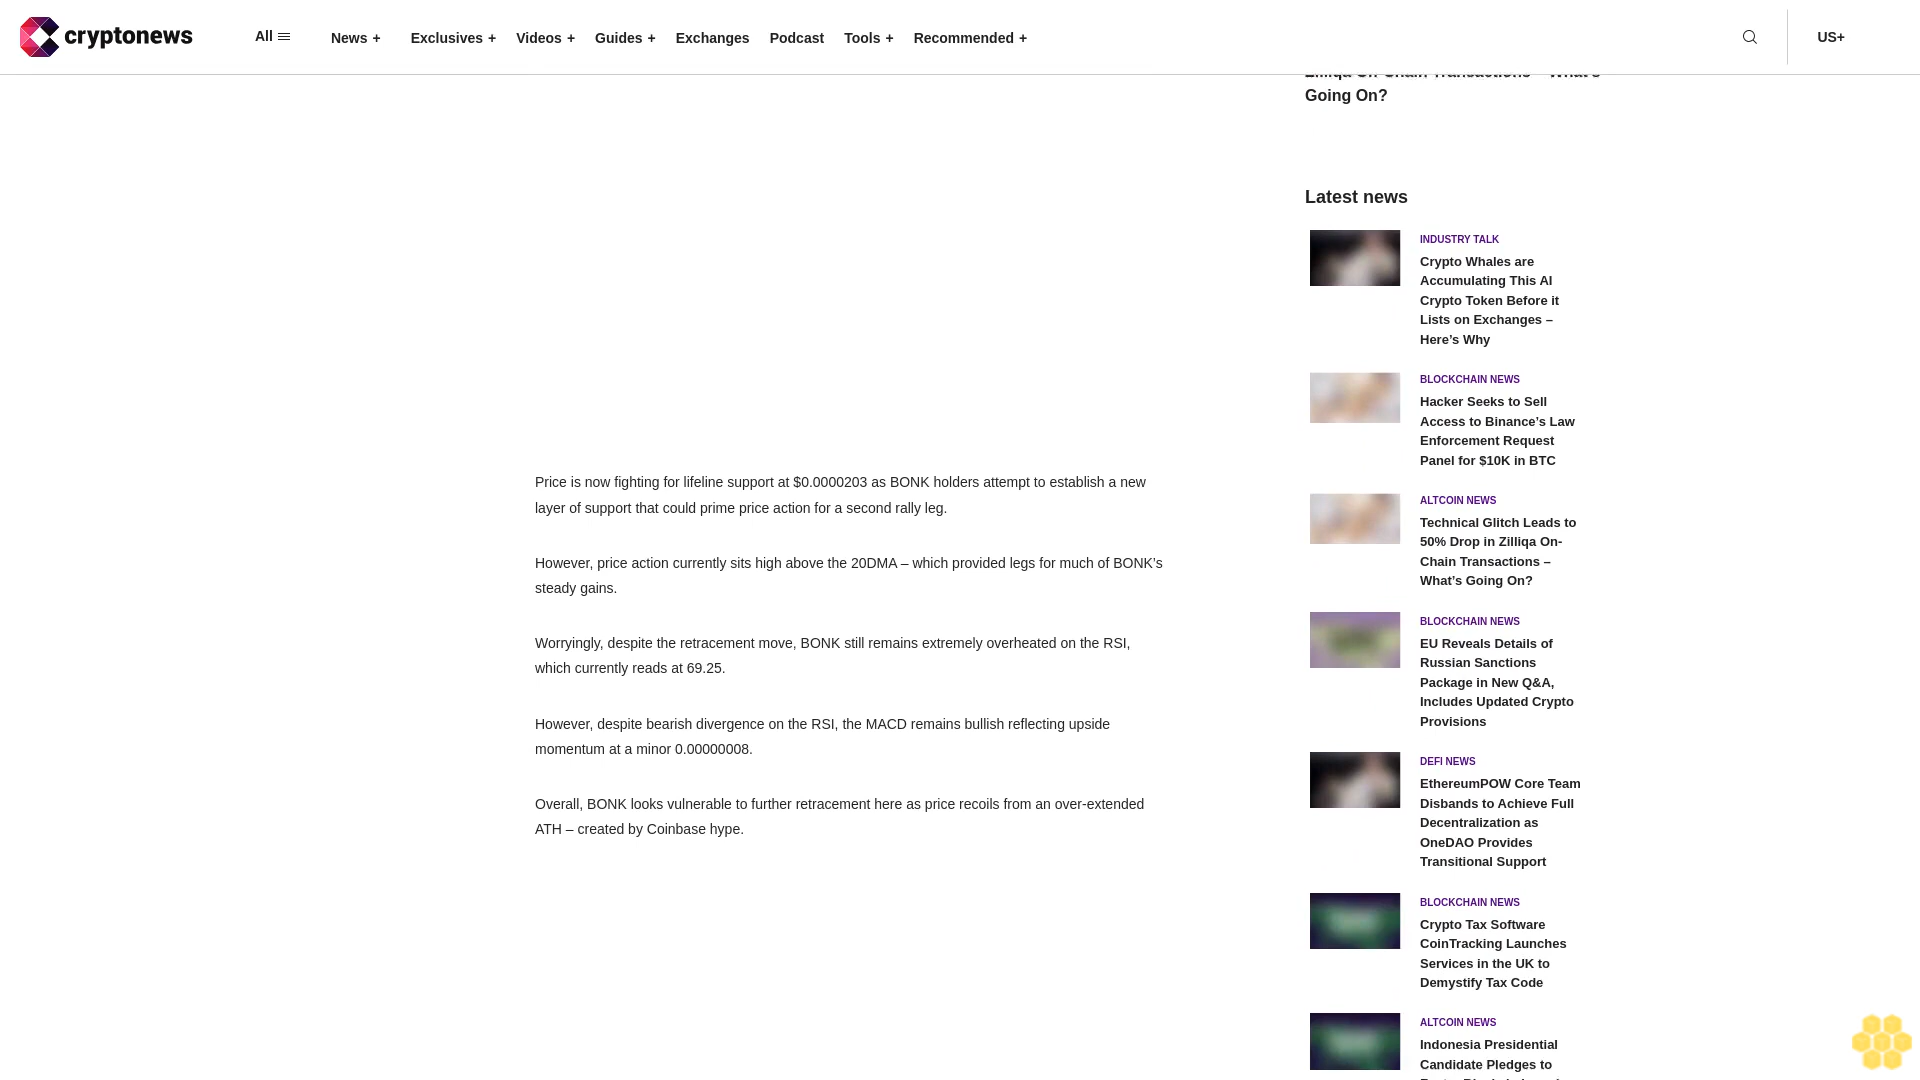 cryptonews
All
News +
Exclusives +
Videos +
Guides +
Exchanges
Podcast
Tools +
Recommended +
US+
Going On?
Price is now fighting for lifeline support at $0.0000203 as BONK holders attempt to establish a new
layer of support that could prime price action for a second rally leg.
However, price action currently sits high above the 20DMA – which provided legs for much of BONK’s
steady gains.
Worryingly, despite the retracement move, BONK still remains extremely overheated on the RSI,
which currently reads at 69.25.
However, despite bearish divergence on the RSI, the MACD remains bullish reflecting upside
momentum at a minor 0.00000008.
Overall, BONK looks vulnerable to further retracement here as price recoils from an over-extended
ATH – created by Coinbase hype.
Latest news
INDUSTRY TALK
Crypto Whales are
Accumulating This AI
Crypto Token Before it
Lists on Exchanges –
Here’s Why
BLOCKCHAIN NEWS
Hacker Seeks to Sell
Access to Binance’s Law
Enforcement Request
Panel for $10K in BTC
ALTCOIN NEWS
Technical Glitch Leads to
50% Drop in Zilliqa On-
Chain Transactions –
What’s Going On?
BLOCKCHAIN NEWS
EU Reveals Details of
Russian Sanctions
Package in New Q&A,
Includes Updated Crypto
Provisions
DEFI NEWS
EthereumPOW Core Team
Disbands to Achieve Full
Decentralization as
OneDAO Provides
Transitional Support
BLOCKCHAIN NEWS
Crypto Tax Software
CoinTracking Launches
Services in the UK to
Demystify Tax Code
ALTCOIN NEWS
Indonesia Presidential
Candidate Pledges to